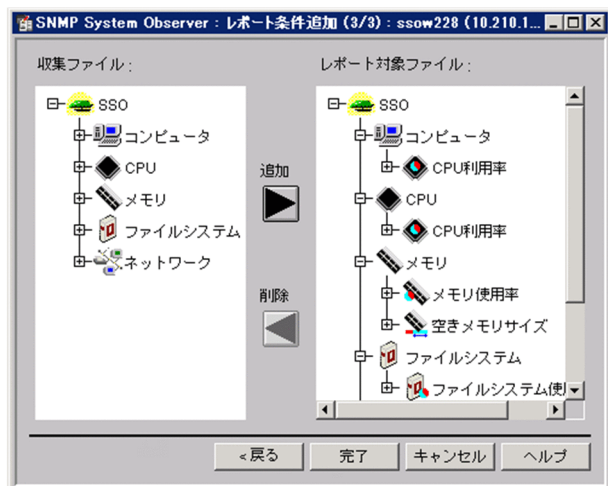 SNMP System Observer : レポート条件追加 (3/3) : ssow228 (10.210.1...
収集ファイル :
SSO
コンピュータ
CPU
メモリ
ファイルシステム
ネットワーク
追加
削除
レポート対象ファイル :
SSO
コンピュータ
CPU利用率
CPU
CPU利用率
メモリ
メモリ使用率
空きメモリサイズ
ファイルシステム
ファイルシステム使
«戻る
完了
キャンセル
ヘルプ